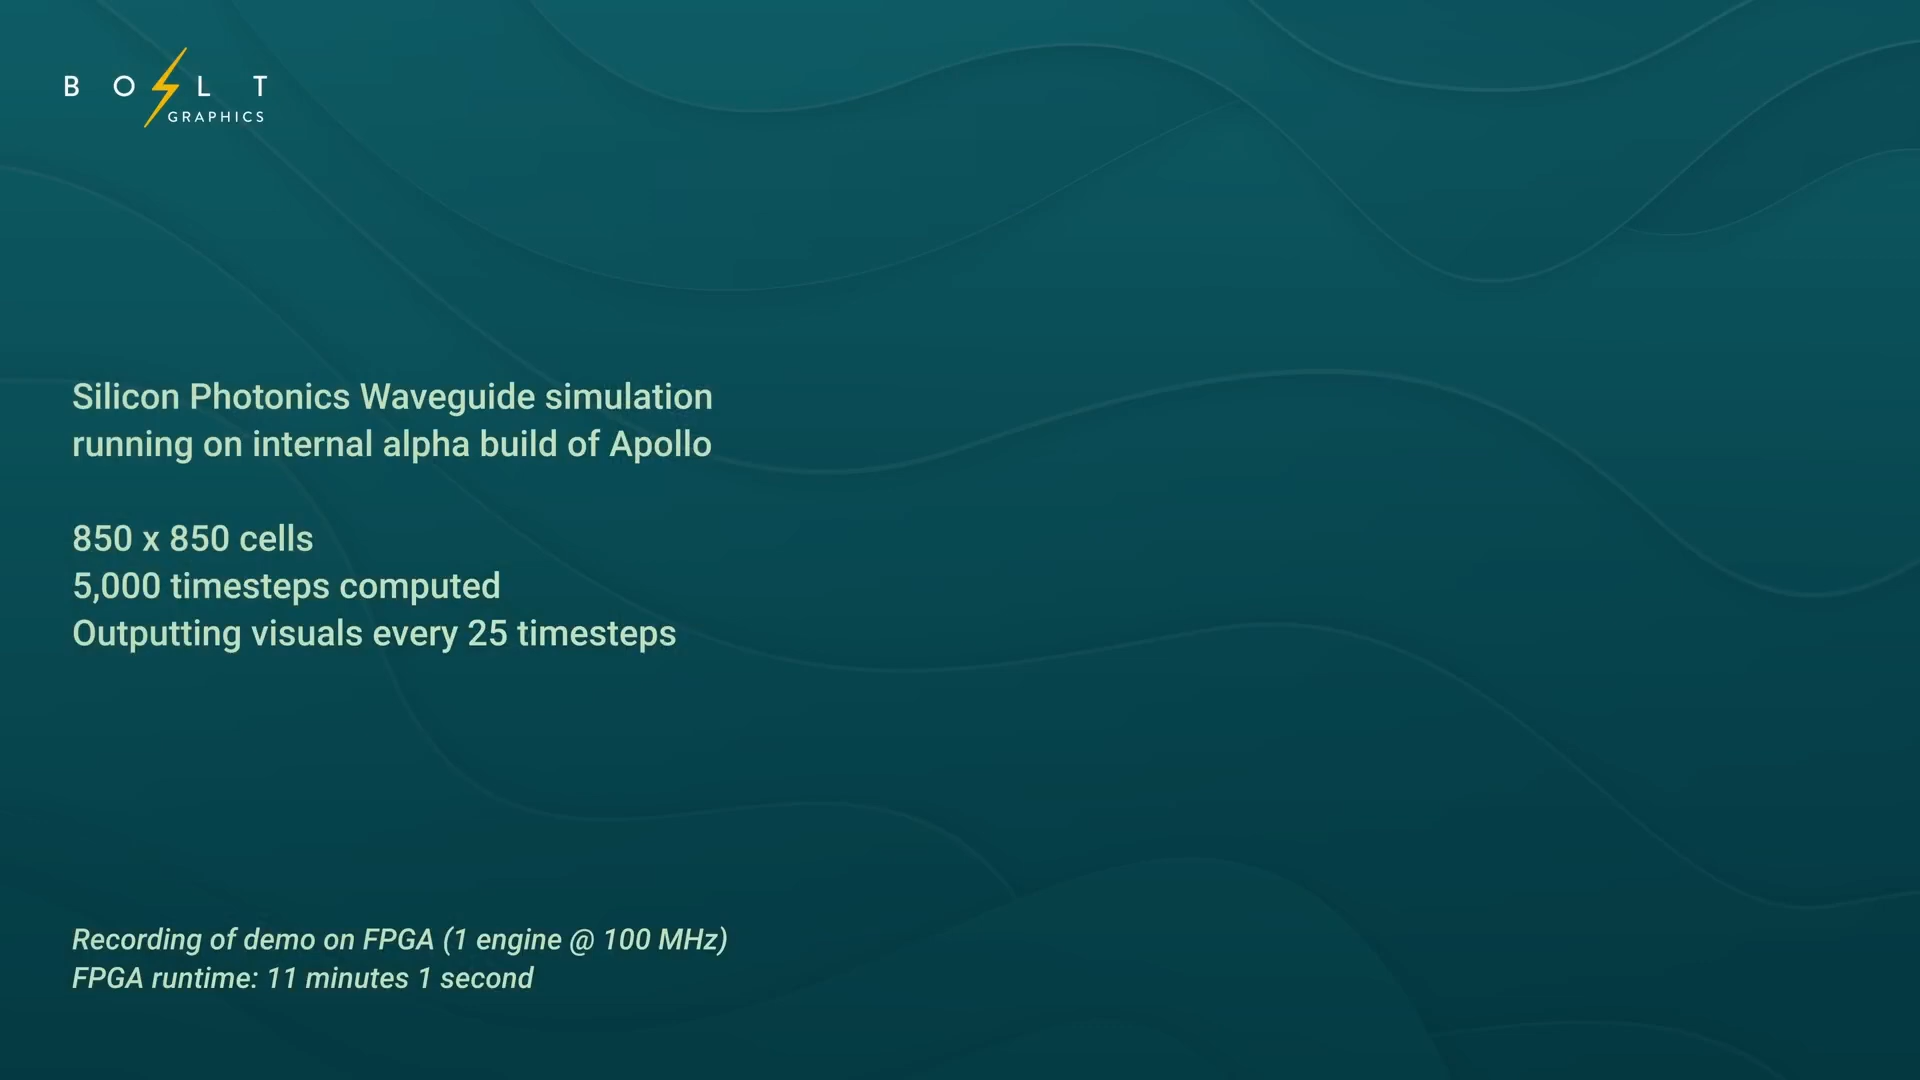 BOLT
GRAPHICS
Silicon Photonics Waveguide simulation
running on internal alpha build of Apollo
850 x 850 cells
5,000 timesteps computed
Outputting visuals every 25 timesteps
Recording of demo on FPGA (1 engine @ 100 MHz)
FPGA runtime: 11 minutes 1 second